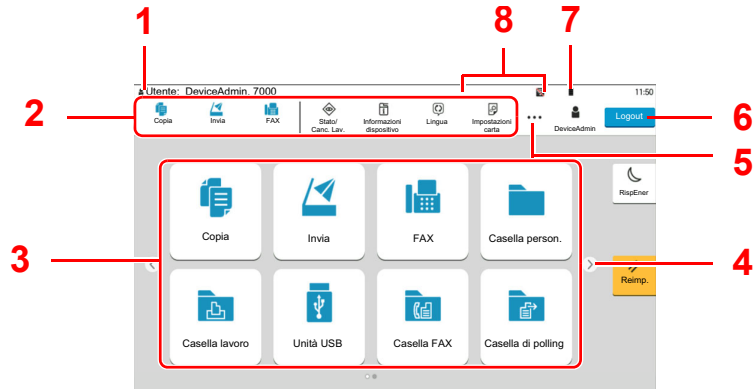 1
8
7
Utente: DeviceAdmin. 7000
11:50
2
Copia
Invia
FAX
Stato/
Canc. Lav.
Informazioni
dispositivo
Lingua
Impostazioni
carta
...
DeviceAdmin
Logout
6
5
Copia
Invia
FAX
Casella person.
RispEner
3
4
Reimp.
Casella lavoro
Unità USB
Casella FAX
Casella di polling